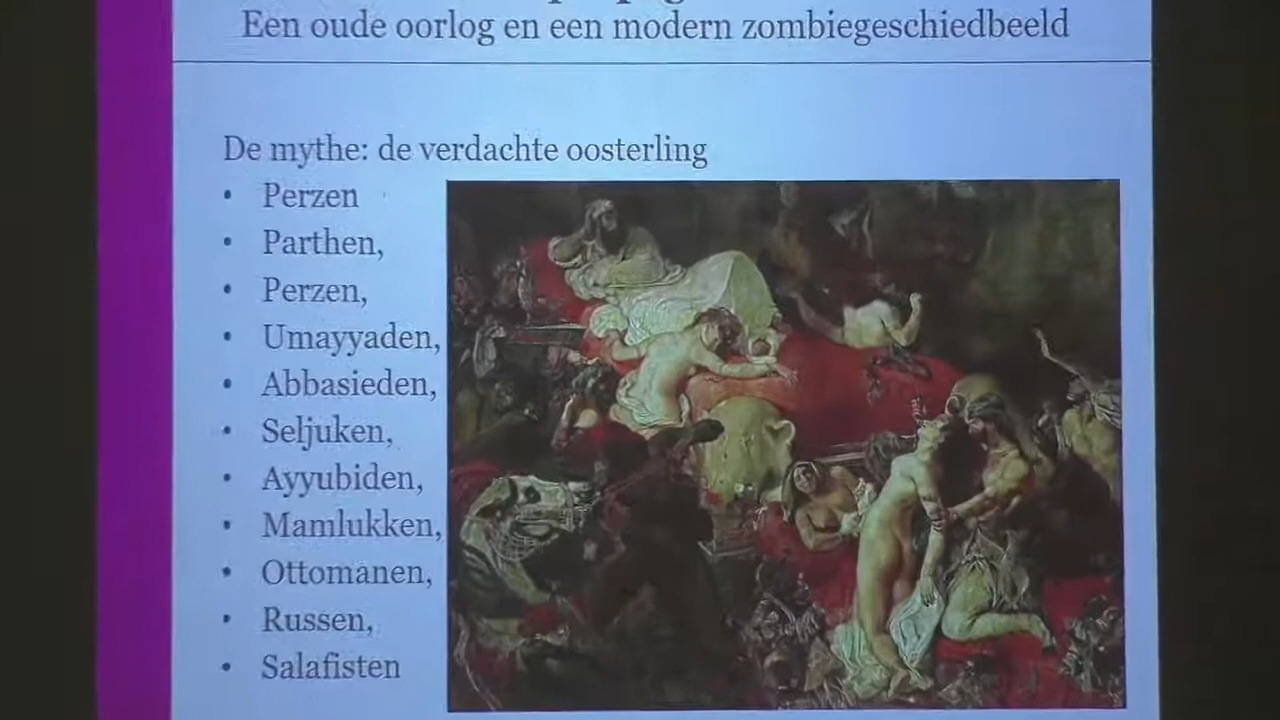 Een oude oorlog en een modern zombiegeschiedbeeld
De mythe: de verdachte oosterling
• Perzen
• Parthen,
• Perzen,
• Umayyaden,
• Abbasieden,
• Seljuken,
• Ayyubiden,
• Mamlukken,
• Ottomanen,
• Russen,
• Salafisten